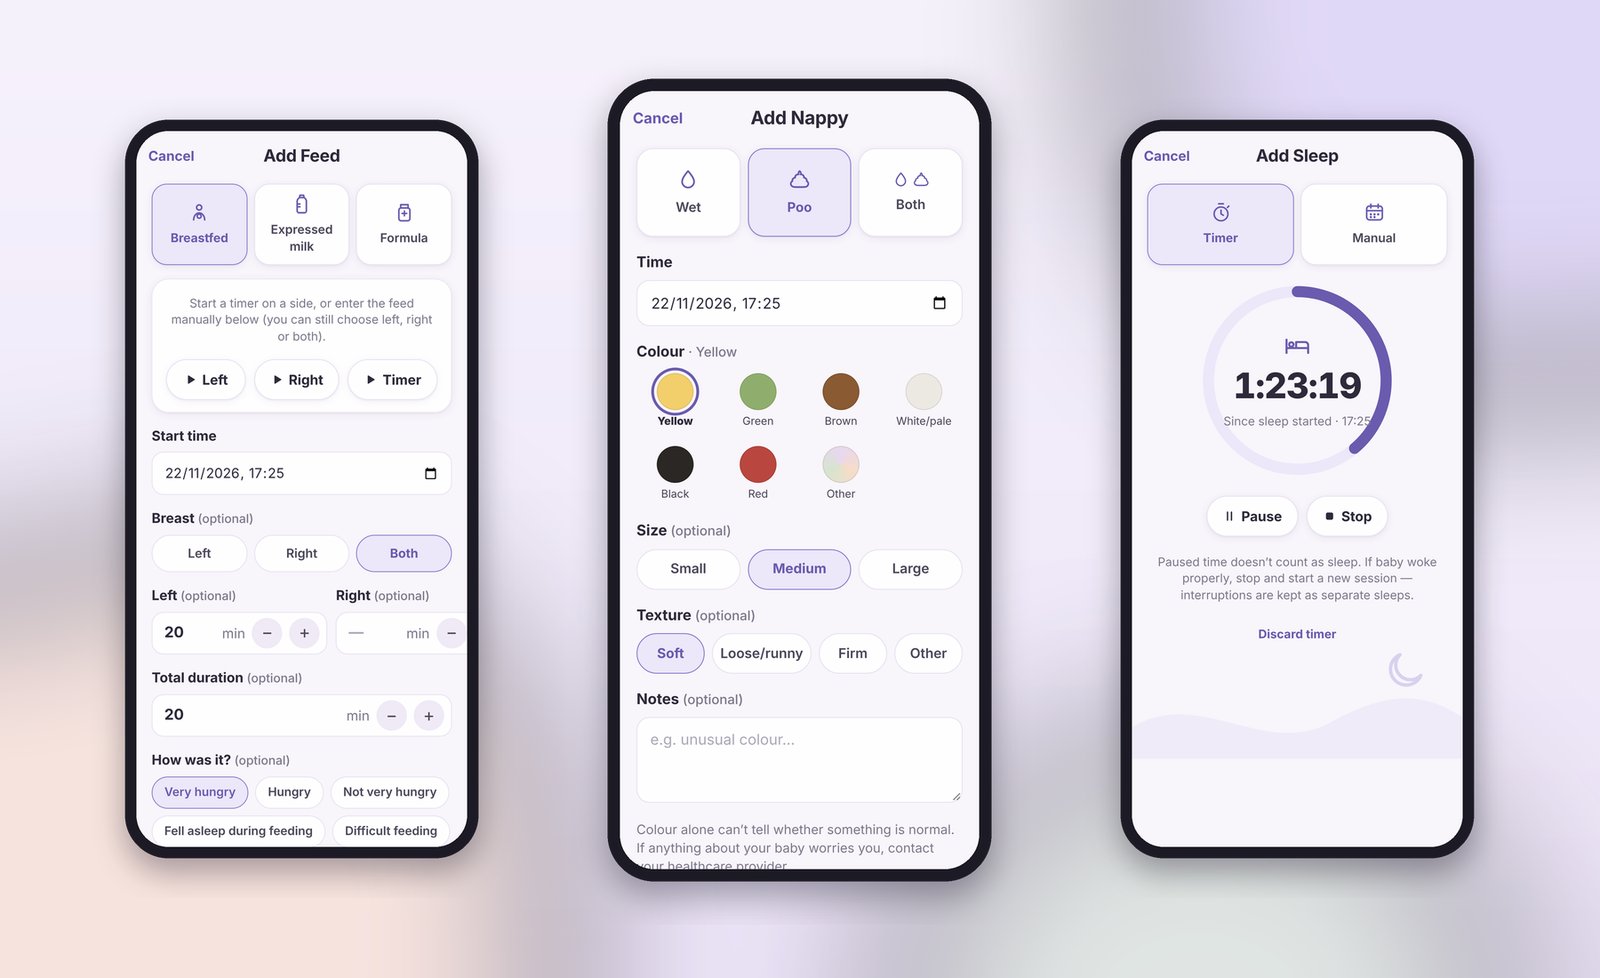 Cancel
Add Feed
Breastfed
Expressed
milk
Formula
Start a timer on a side, or enter the feed
manually below (you can still choose left, right
or both).
Left
Right
Timer
Start time
22/11/2026, 17:25
Breast (optional)
Left
Right
Both
Left (optional)
Right (optional)
20 min − +
— min −
Total duration (optional)
20 min − +
How was it? (optional)
Very hungry
Hungry
Not very hungry
Fell asleep during feeding
Difficult feeding
Cancel
Add Nappy
Wet
Poo
Both
Time
22/11/2026, 17:25
Colour · Yellow
Yellow
Green
Brown
White/pale
Black
Red
Other
Size (optional)
Small
Medium
Large
Texture (optional)
Soft
Loose/runny
Firm
Other
Notes (optional)
e.g. unusual colour...
Colour alone can’t tell whether something is normal.
If anything about your baby worries you, contact
your healthcare provider
Cancel
Add Sleep
Timer
Manual
1:23:19
Since sleep started · 17:25
Pause
Stop
Paused time doesn’t count as sleep. If baby woke
properly, stop and start a new session —
interruptions are kept as separate sleeps.
Discard timer